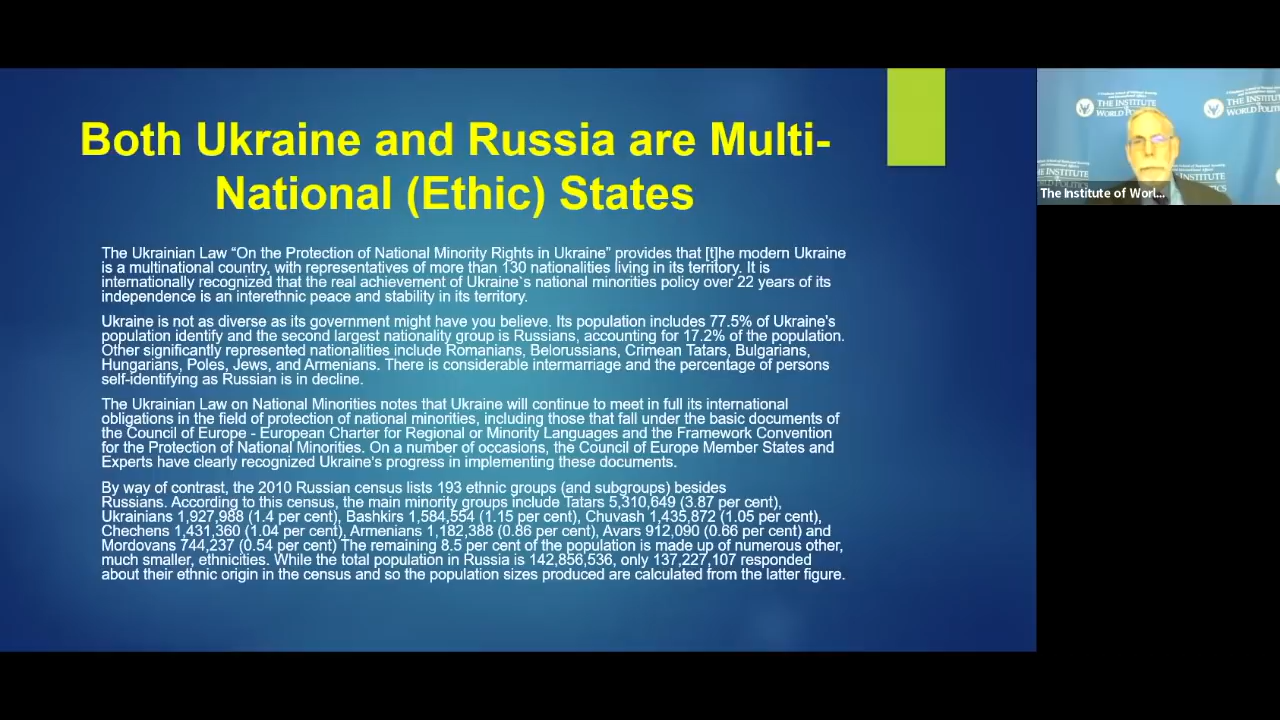 Both Ukraine and Russia are Multi-
National (Ethic) States
The Ukrainian Law “On the Protection of National Minority Rights in Ukraine” provides that [t]he modern Ukraine
is a multinational country, with representatives of more than 130 nationalities living in its territory. It is
internationally recognized that the real achievement of Ukraine`s national minorities policy over 22 years of its
independence is an interethnic peace and stability in its territory.
Ukraine is not as diverse as its government might have you believe. Its population includes 77.5% of Ukraine's
population identify and the second largest nationality group is Russians, accounting for 17.2% of the population.
Other significantly represented nationalities include Romanians, Belorussians, Crimean Tatars, Bulgarians,
Hungarians, Poles, Jews, and Armenians. There is considerable intermarriage and the percentage of persons
self-identifying as Russian is in decline.
The Ukrainian Law on National Minorities notes that Ukraine will continue to meet in full its international
obligations in the field of protection of national minorities, including those that fall under the basic documents of
the Council of Europe - European Charter for Regional or Minority Languages and the Framework Convention
for the Protection of National Minorities. On a number of occasions, the Council of Europe Member States and
Experts have clearly recognized Ukraine's progress in implementing these documents.
By way of contrast, the 2010 Russian census lists 193 ethnic groups (and subgroups) besides
Russians. According to this census, the main minority groups include Tatars 5,310,649 (3.87 per cent),
Ukrainians 1,927,988 (1.4 per cent), Bashkirs 1,584,554 (1.15 per cent), Chuvash 1,435,872 (1.05 per cent),
Chechens 1,431,360 (1.04 per cent), Armenians 1,182,388 (0.86 per cent), Avars 912,090 (0.66 per cent) and
Mordovans 744,237 (0.54 per cent) The remaining 8.5 per cent of the population is made up of numerous other,
much smaller, ethnicities. While the total population in Russia is 142,856,536, only 137,227,107 responded
about their ethnic origin in the census and so the population sizes produced are calculated from the latter figure.
THE INSTITUTE
WORLD POLITICS
THE INSTITUTE
WORLD POLIT
THE INSTITUTE
INSTITUTE
The Institute of Worl...